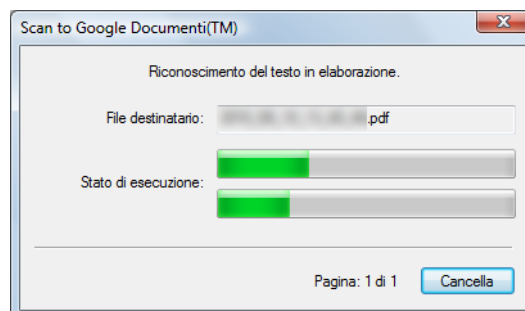 Scan to Google Documenti(TM)
Riconoscimento del testo in elaborazione.
File destinatario: .pdf
Stato di esecuzione:
Pagina: 1 di 1 Cancella